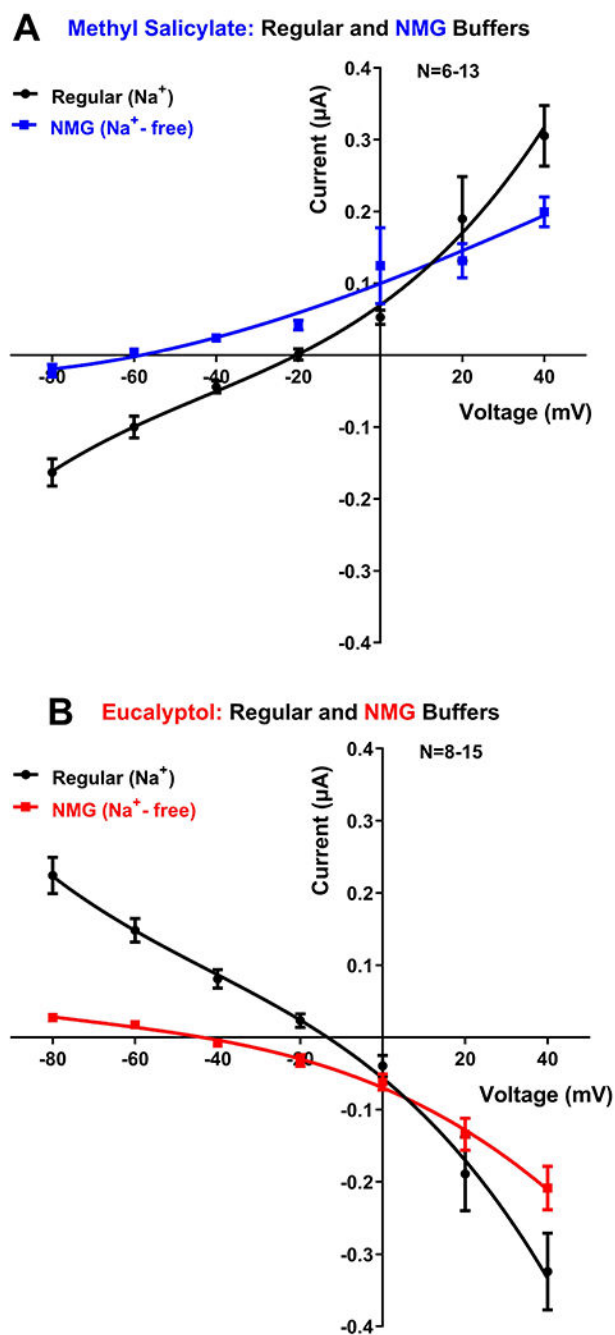 A Methyl Salicylate: Regular and NMG Buffers
N=6-13
Regular (Na⁺)
NMG (Na⁺- free)
Current (µA)
0.4
0.3
0.2
0.1
-80 -60 -40 -20 20 40
Voltage (mV)
-0.1
-0.2
-0.3
-0.4
B Eucalyptol: Regular and NMG Buffers
N=8-15
Regular (Na⁺)
NMG (Na⁺- free)
Current (µA)
0.4
0.3
0.2
0.1
-80 -60 -40 -20 20 40
Voltage (mV)
-0.1
-0.2
-0.3
-0.4